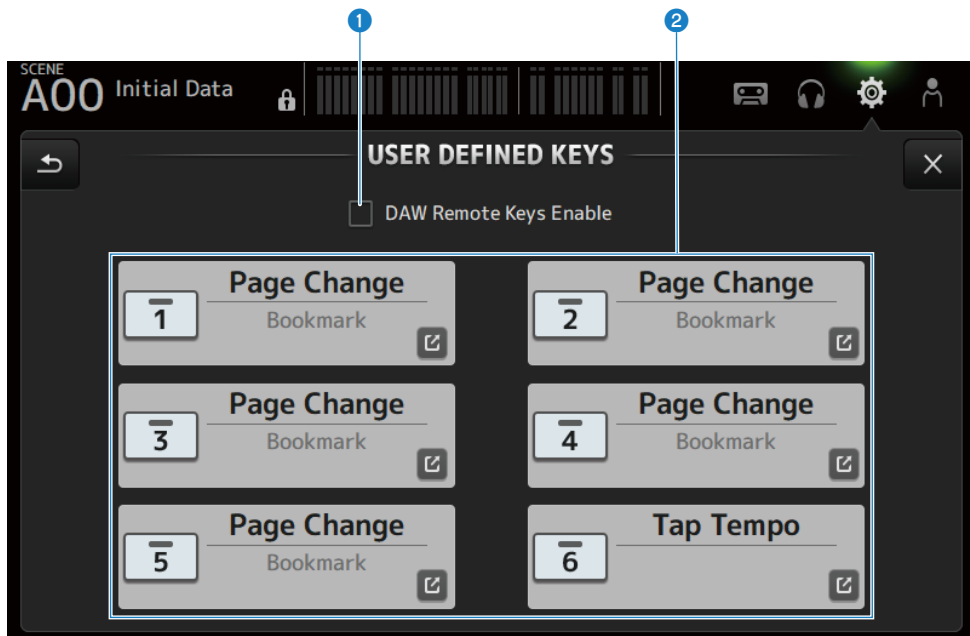 1 2
SCENE
A00 Initial Data
USER DEFINED KEYS
DAW Remote Keys Enable
1 Page Change
Bookmark
2 Page Change
Bookmark
3 Page Change
Bookmark
4 Page Change
Bookmark
5 Page Change
Bookmark
6 Tap Tempo